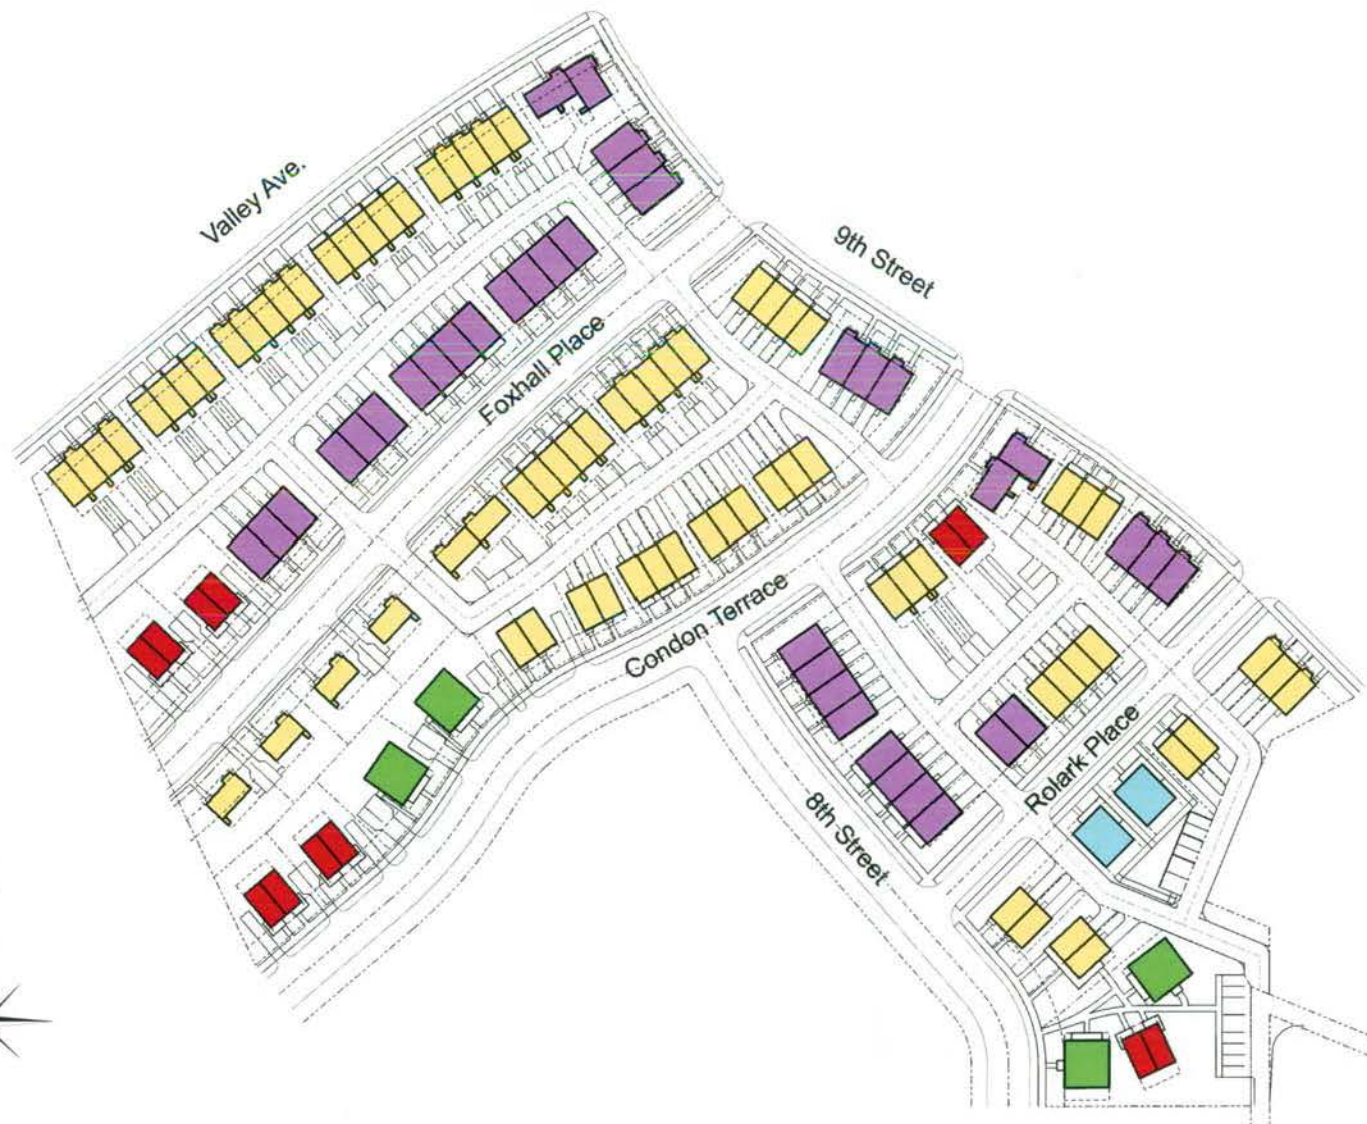 Valley Ave.
9th Street
Foxhall Place
Condon Terrace
Rolark Place
8th Street